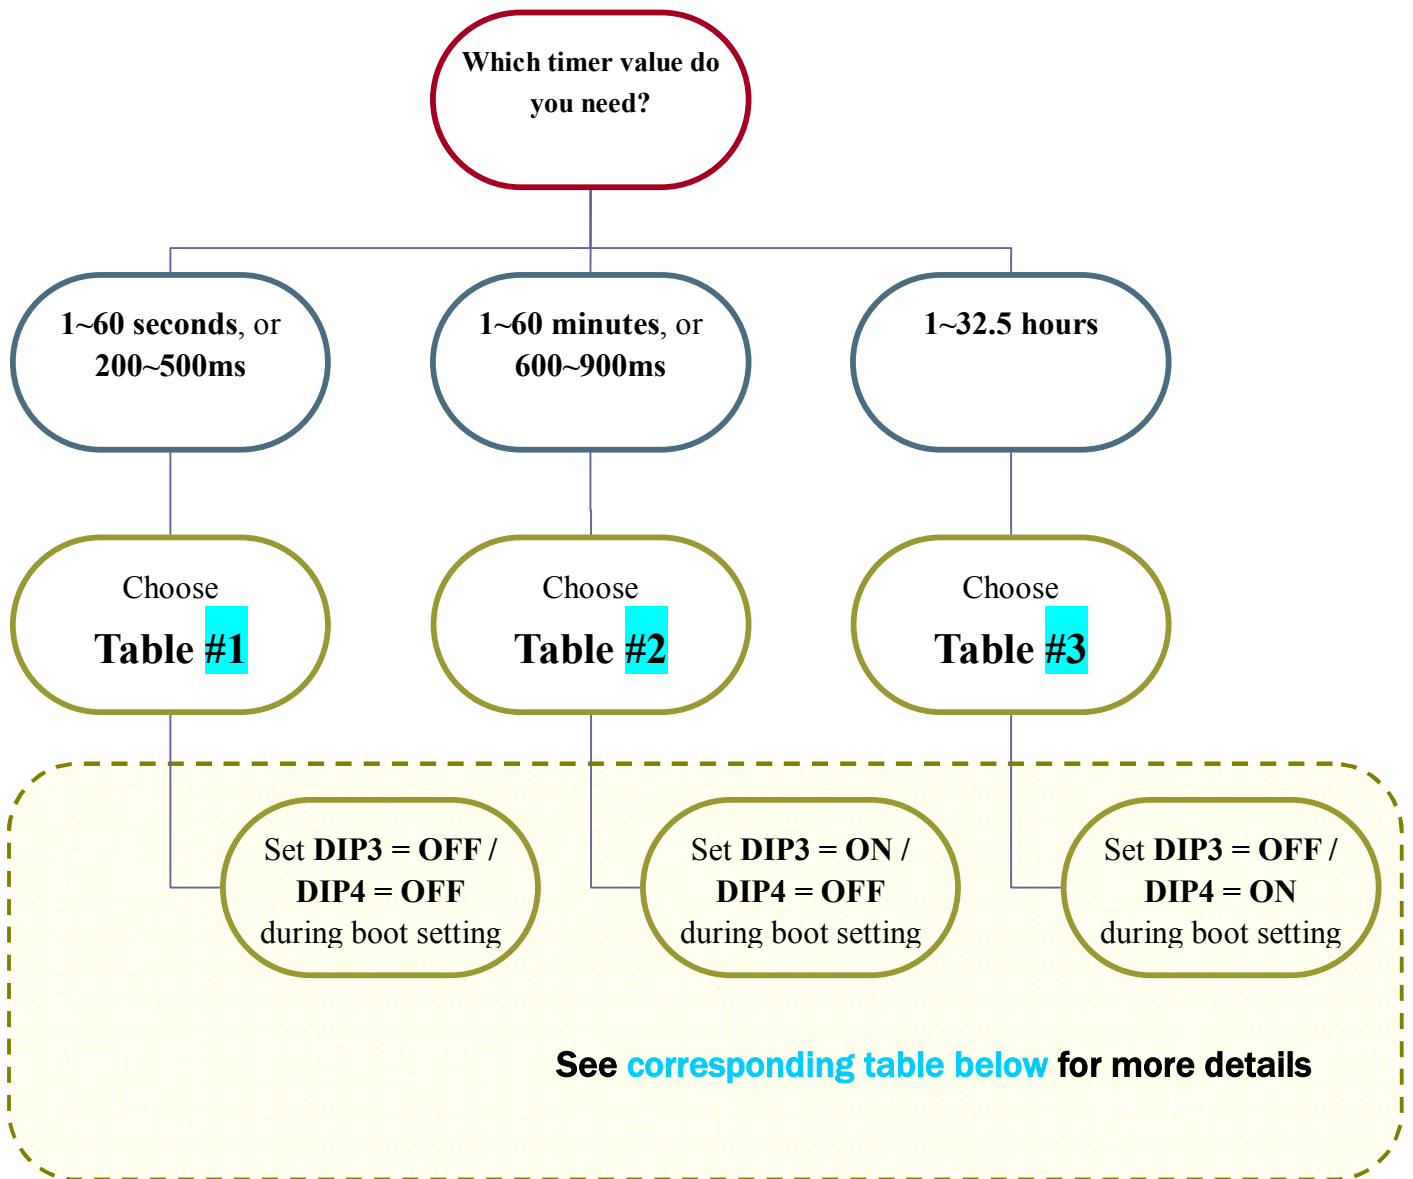 Which timer value do
you need?
1~60 seconds, or
200~500ms
1~60 minutes, or
600~900ms
1~32.5 hours
Choose
Table #1
Choose
Table #2
Choose
Table #3
Set DIP3 = OFF /
DIP4 = OFF
during boot setting
Set DIP3 = ON /
DIP4 = OFF
during boot setting
Set DIP3 = OFF /
DIP4 = ON
during boot setting
See corresponding table below for more details